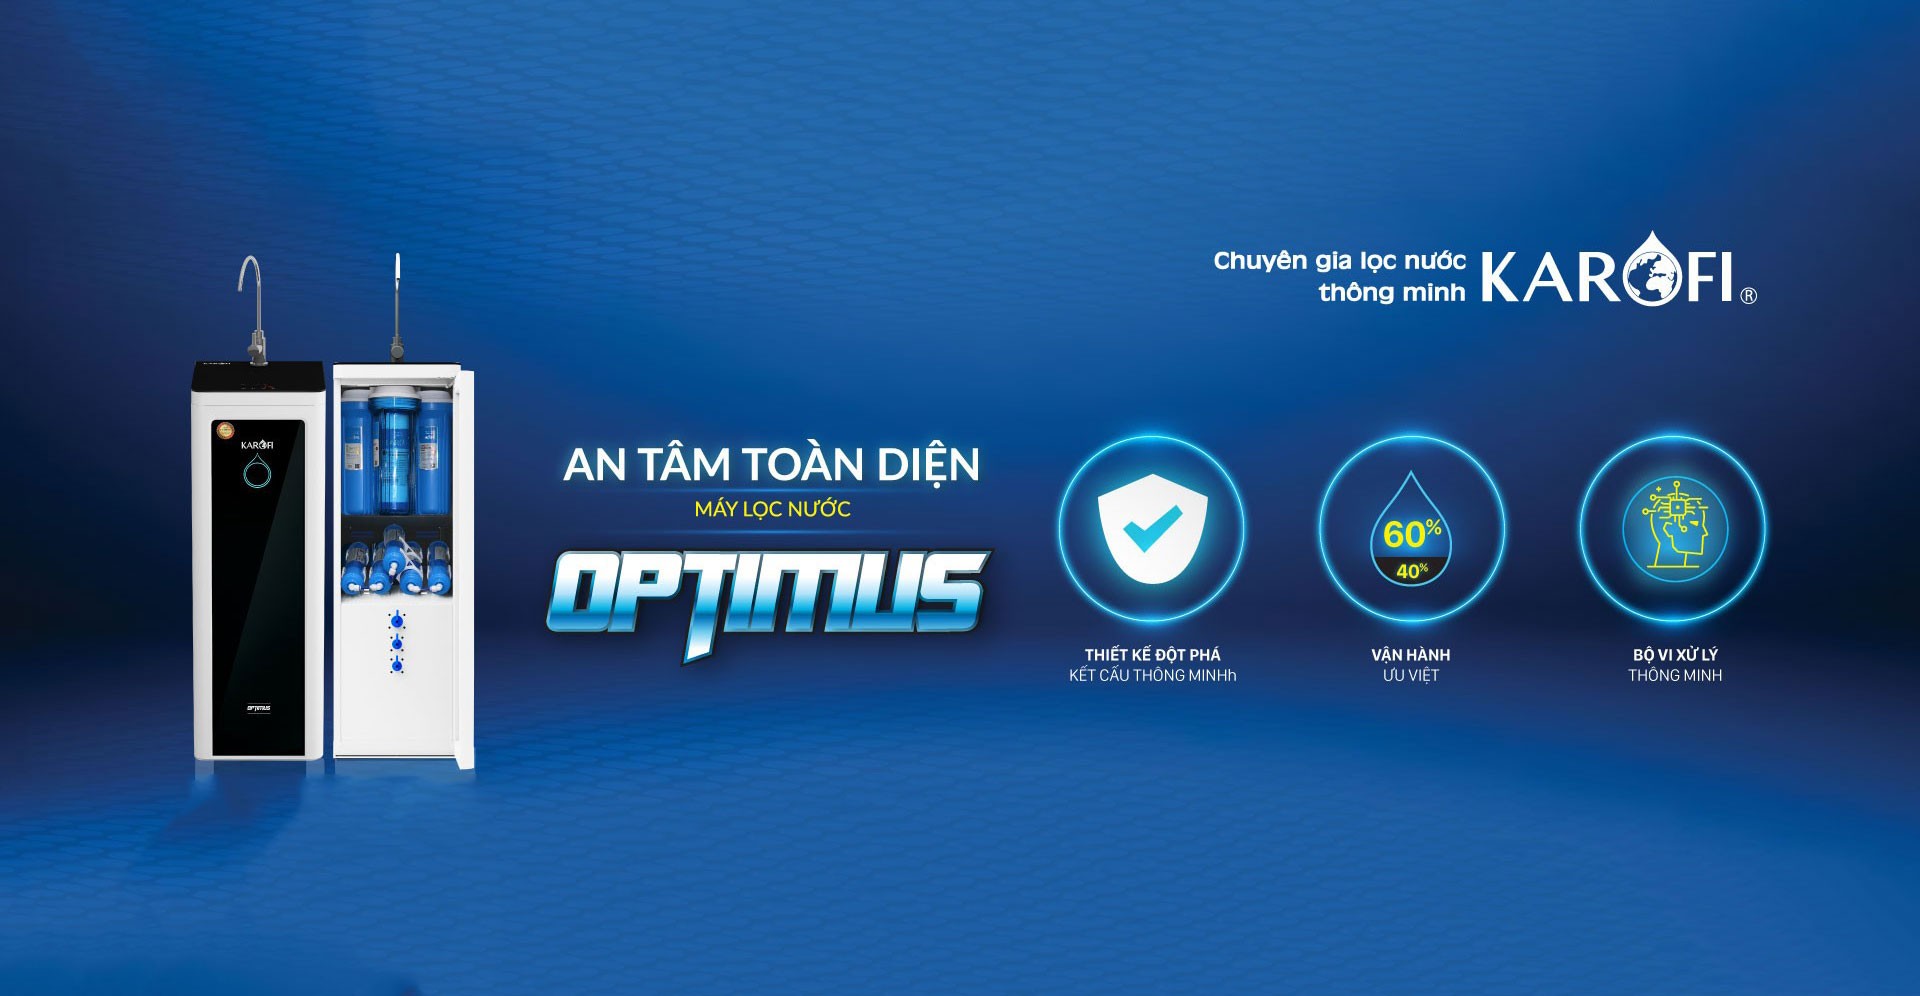 Chuyên gia lọc nước
thông minh
KAROFI®
KAROFI
OPTIMUS
AN TÂM TOÀN DIỆN
MÁY LỌC NƯỚC
OPTIMUS
60%
40%
THIẾT KẾ ĐỘT PHÁ
KẾT CẤU THÔNG MINHh
VẬN HÀNH
ƯU VIỆT
BỘ VI XỬ LÝ
THÔNG MINH